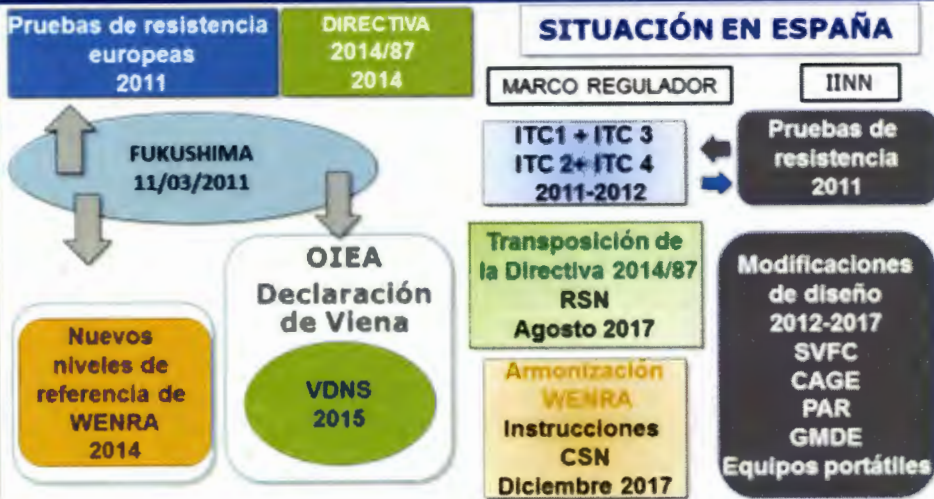 Pruebas de resistencia
europeas
2011
DIRECTIVA
2014/87
2014
FUKUSHIMA
11/03/2011
Nuevos
niveles de
referencia de
WENRA
2014
OIEA
Declaración
de Viena
VDNS
2015
SITUACIÓN EN ESPAÑA
MARCO REGULADOR
IINN
ITC1 + ITC 3
ITC 2+ ITC 4
2011-2012
Pruebas de
resistencia
2011
Transposición de
la Directiva 2014/87
RSN
Agosto 2017
Armonización
WENRA
Instrucciones
CSN
Diciembre 2017
Modificaciones
de diseño
2012-2017
SVFC
CAGE
PAR
GMDE
Equipos portátiles